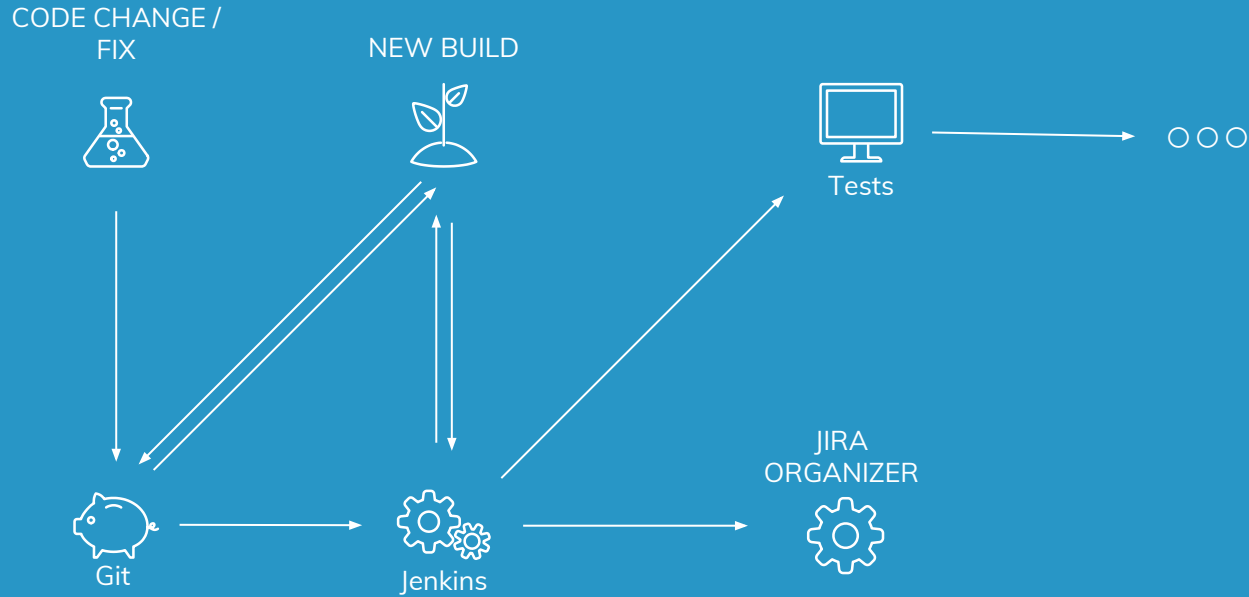 CODE CHANGE /
FIX
NEW BUILD
Tests
JIRA
ORGANIZER
Git
Jenkins